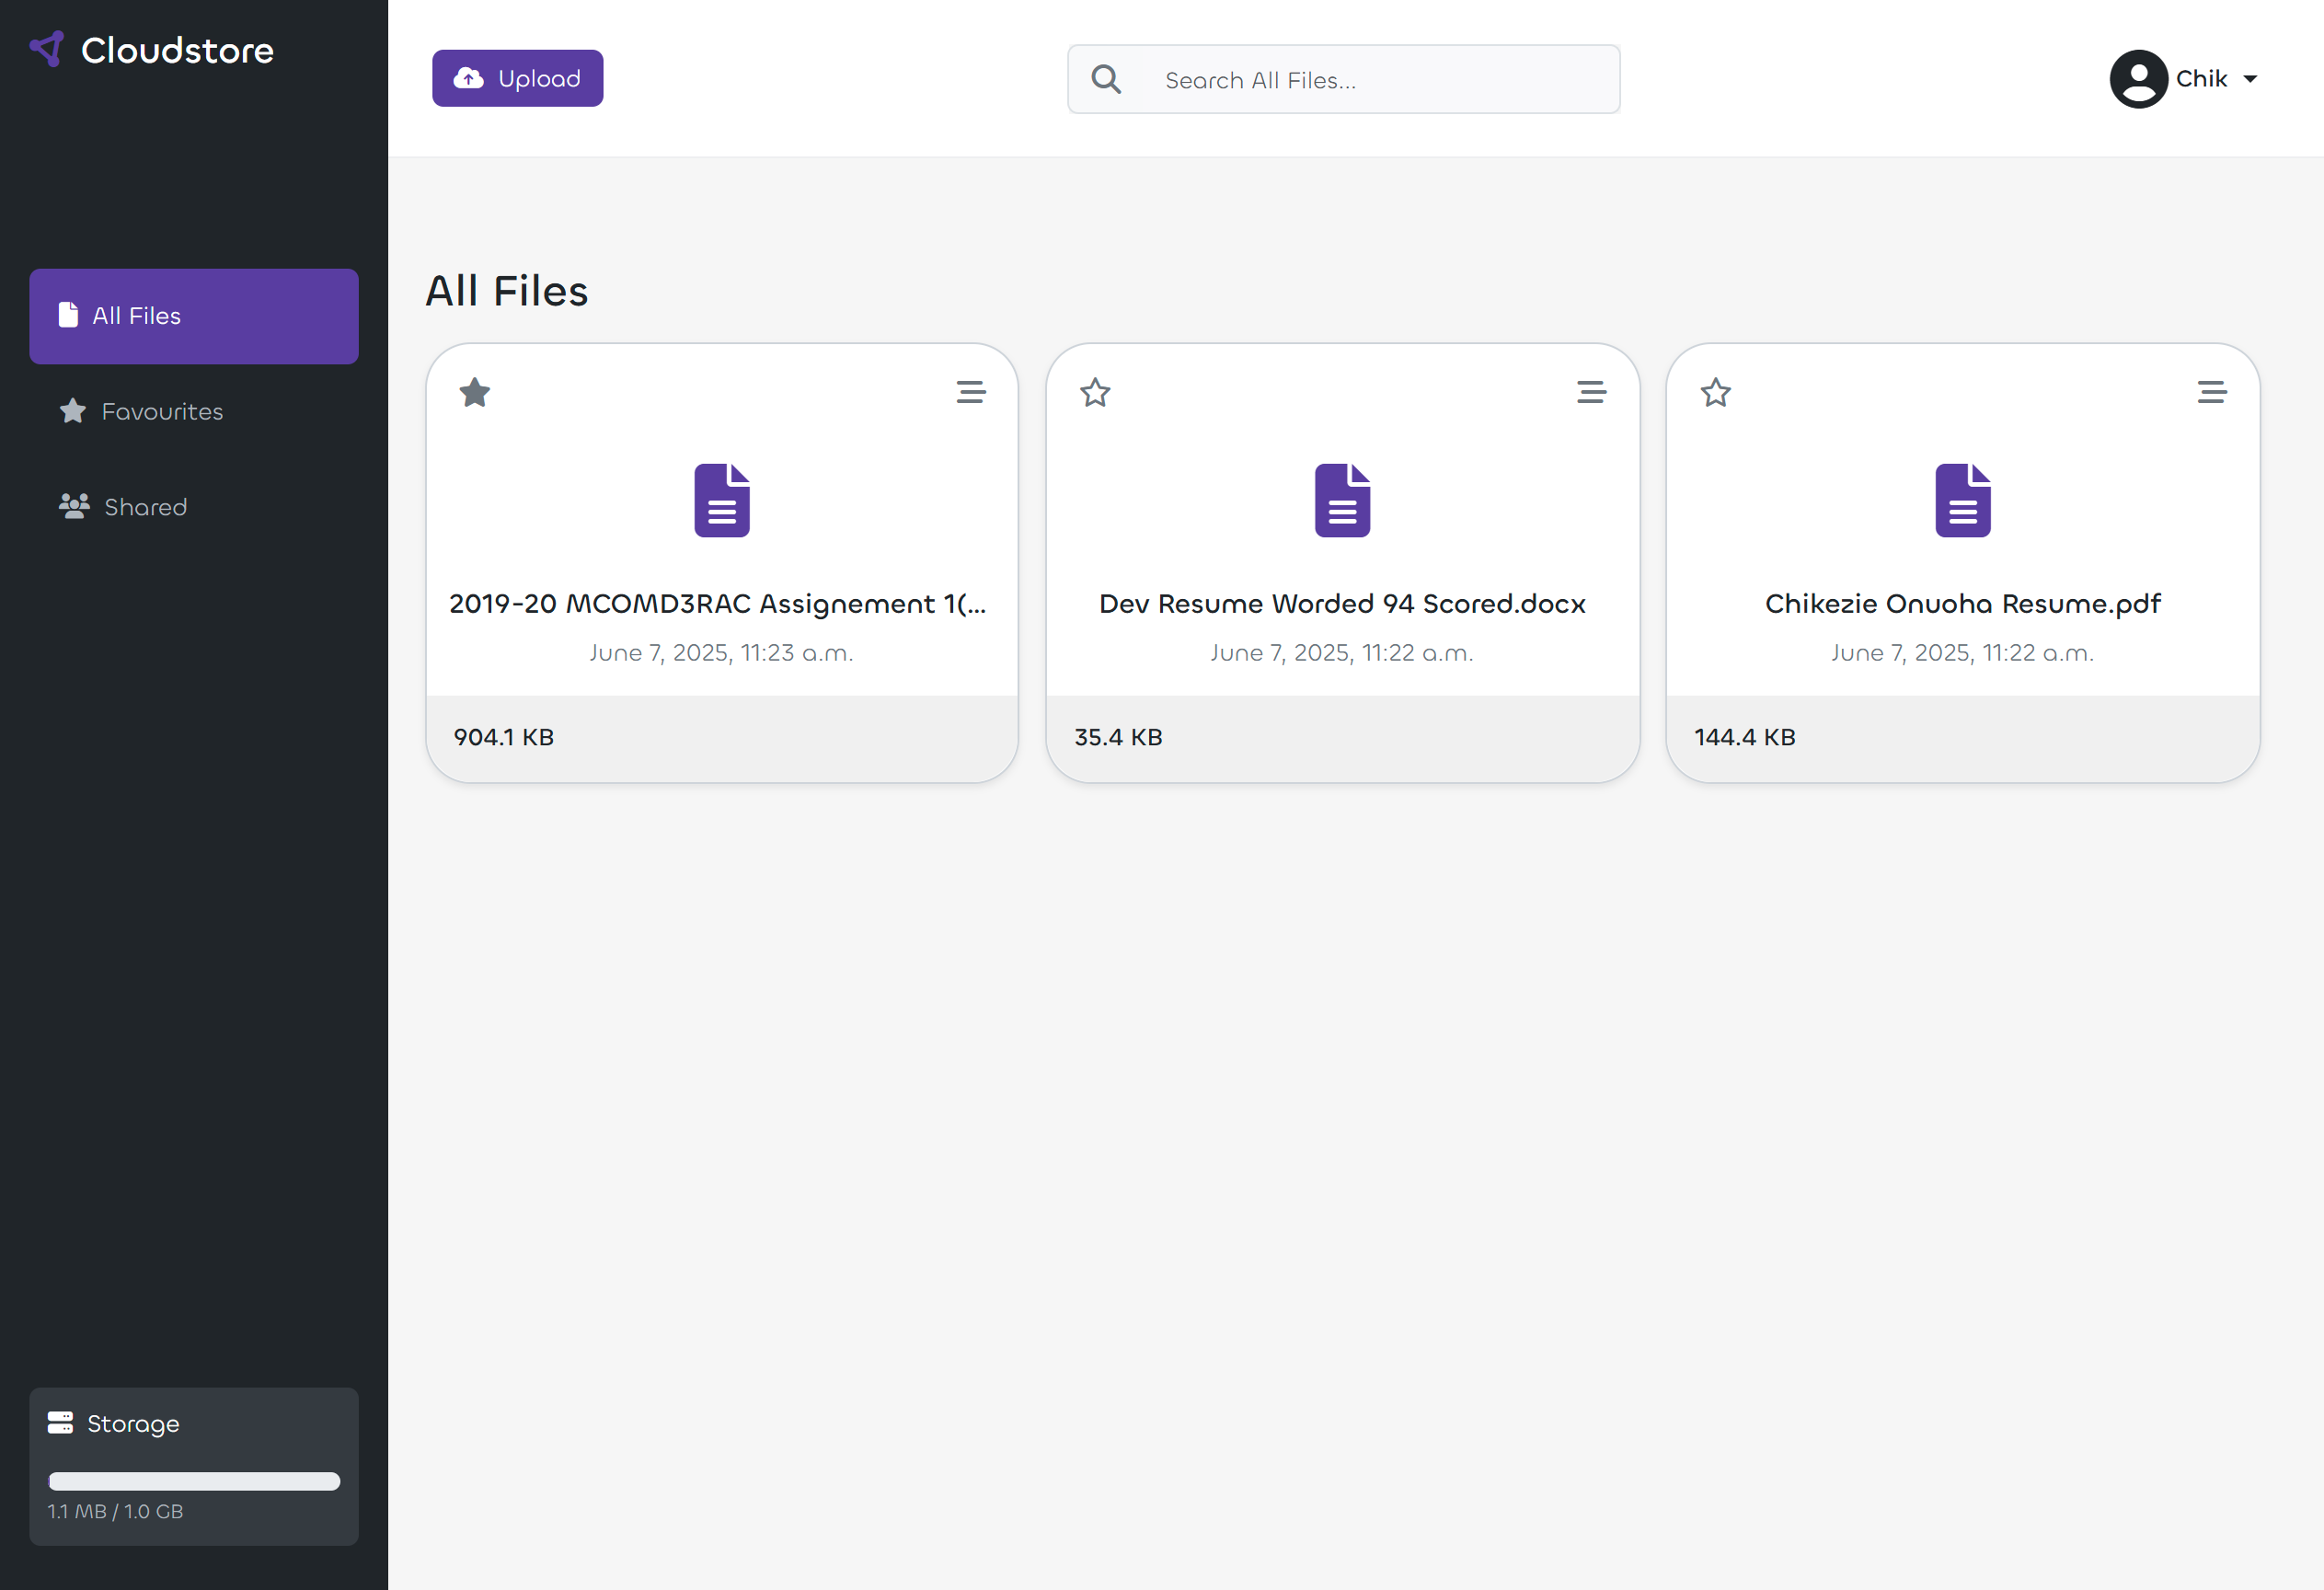 Cloudstore
Upload
Search All Files...
Chik
All Files
Favourites
Shared
All Files
2019-20 MCOMD3RAC Assignement 1(...
June 7, 2025, 11:23 a.m.
904.1 KB
Dev Resume Worded 94 Scored.docx
June 7, 2025, 11:22 a.m.
35.4 KB
Chikezie Onuoha Resume.pdf
June 7, 2025, 11:22 a.m.
144.4 KB
Storage
1.1 MB / 1.0 GB